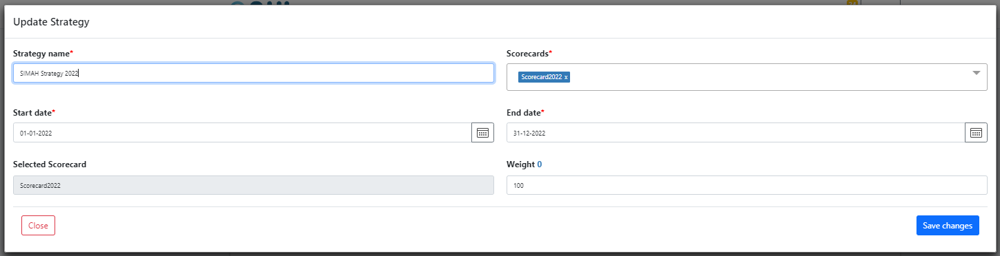 Update Strategy
Strategy name*
Scorecards*
SIMAH Strategy 2022
Scorecard2022 x
Start date*
End date*
01-01-2022
31-12-2022
Selected Scorecard
Weight 0
Scorecard2022
100
Close
Save changes